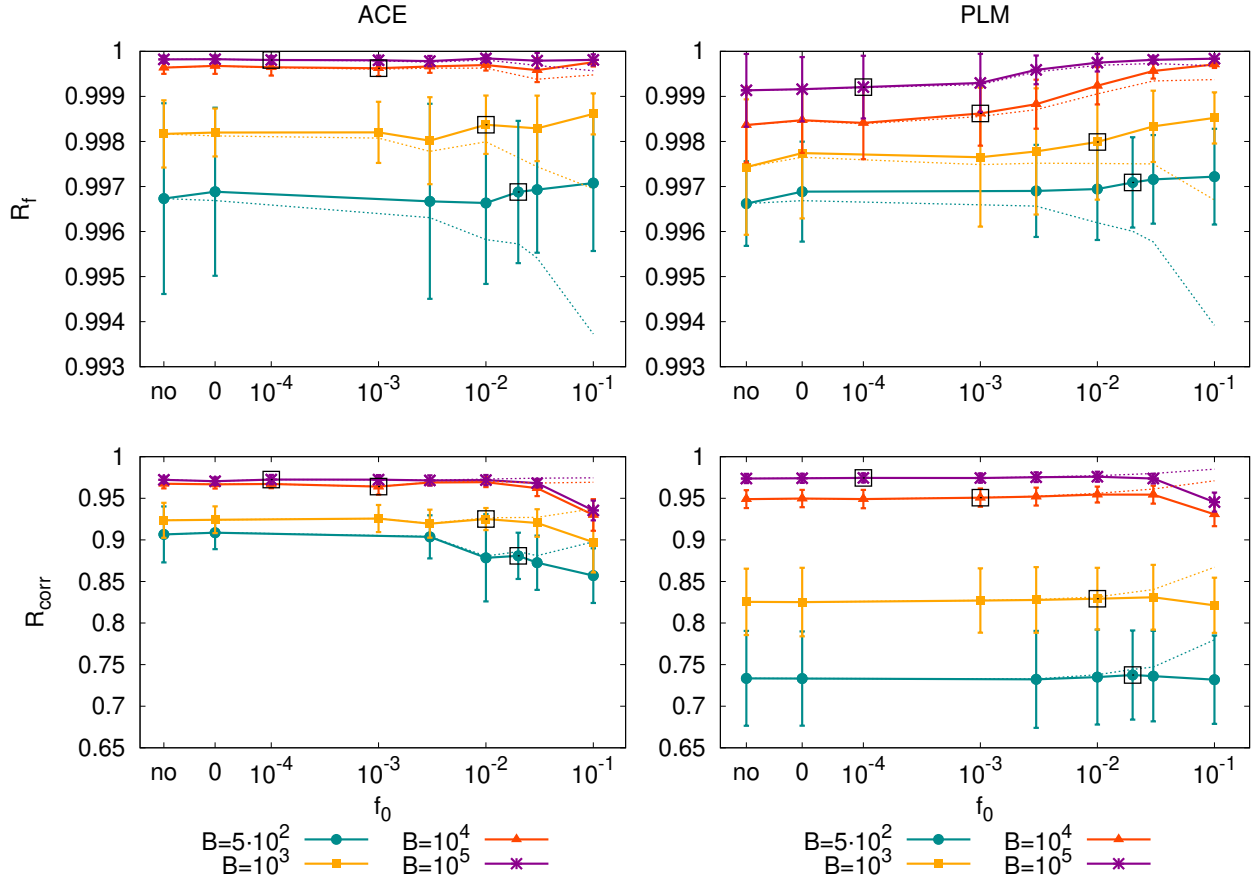 ACE
PLM
R_f
1
0.999
0.998
0.997
0.996
0.995
0.994
0.993
no 0 10^-4 10^-3 10^-2 10^-1
1
0.999
0.998
0.997
0.996
0.995
0.994
0.993
no 0 10^-4 10^-3 10^-2 10^-1
R_corr
1
0.95
0.9
0.85
0.8
0.75
0.7
0.65
no 0 10^-4 10^-3 10^-2 10^-1
f_0
1
0.95
0.9
0.85
0.8
0.75
0.7
0.65
no 0 10^-4 10^-3 10^-2 10^-1
f_0
B=5·10^2 B=10^4
B=10^3 B=10^5
B=5·10^2 B=10^4
B=10^3 B=10^5